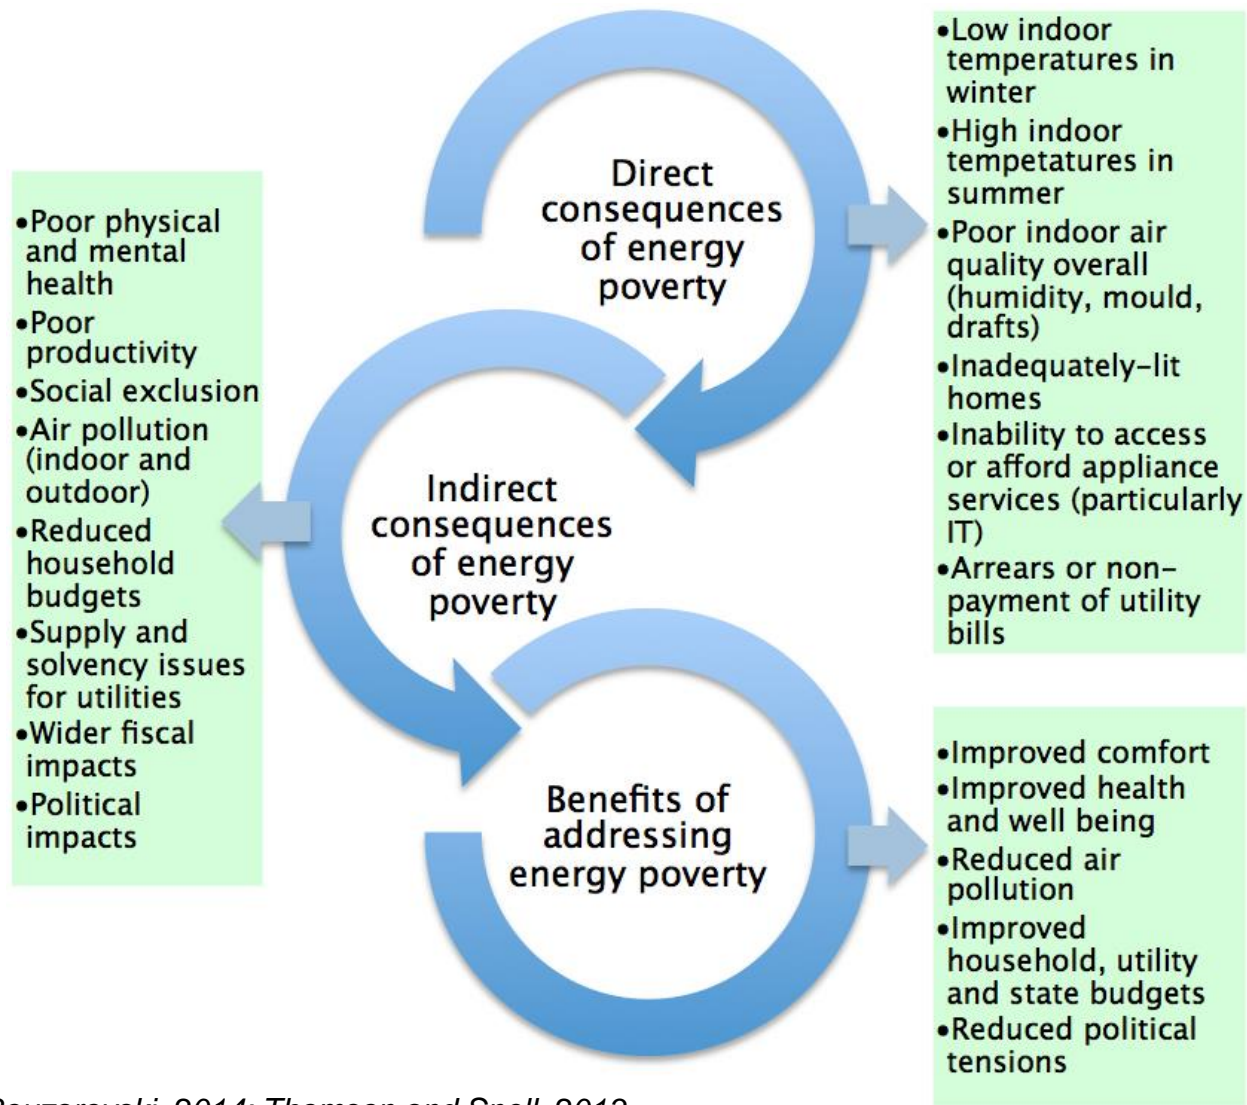 Direct
consequences
of energy
poverty
•Low indoor
temperatures in
winter
•High indoor
tempetatures in
summer
•Poor indoor air
quality overall
(humidity, mould,
drafts)
•Inadequately-lit
homes
•Inability to access
or afford appliance
services (particularly
IT)
•Arrears or non-
payment of utility
bills
Indirect
consequences
of energy
poverty
•Poor physical
and mental
health
•Poor
productivity
•Social exclusion
•Air pollution
(indoor and
outdoor)
•Reduced
household
budgets
•Supply and
solvency issues
for utilities
•Wider fiscal
impacts
•Political
impacts
Benefits of
addressing
energy poverty
•Improved comfort
•Improved health
and well being
•Reduced air
pollution
•Improved
household, utility
and state budgets
•Reduced political
tensions